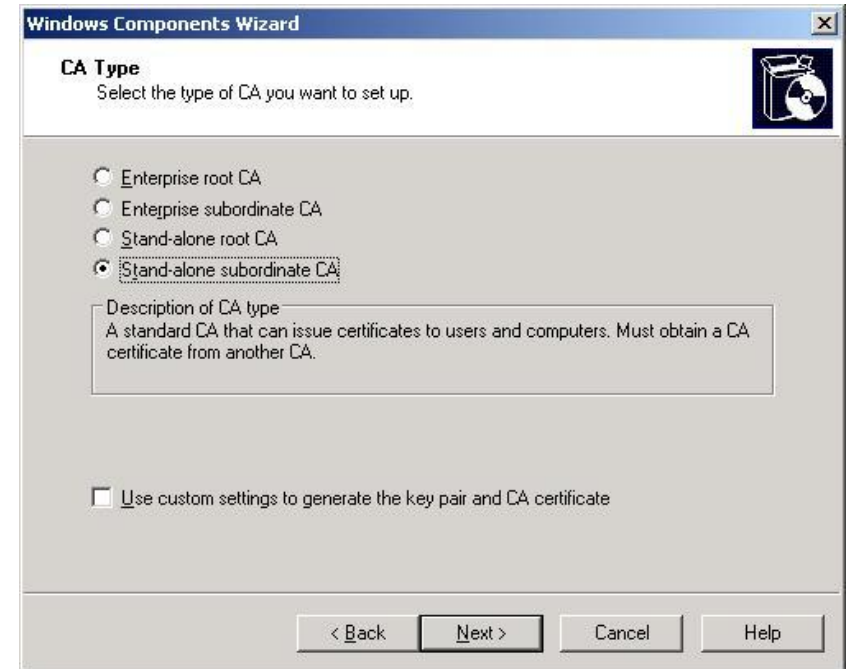 Windows Components Wizard
CA Type
Select the type of CA you want to set up.
Enterprise root CA
Enterprise subordinate CA
Stand-alone root CA
Stand-alone subordinate CA
Description of CA type
A standard CA that can issue certificates to users and computers. Must obtain a CA
certificate from another CA.
Use custom settings to generate the key pair and CA certificate
< Back Next > Cancel Help